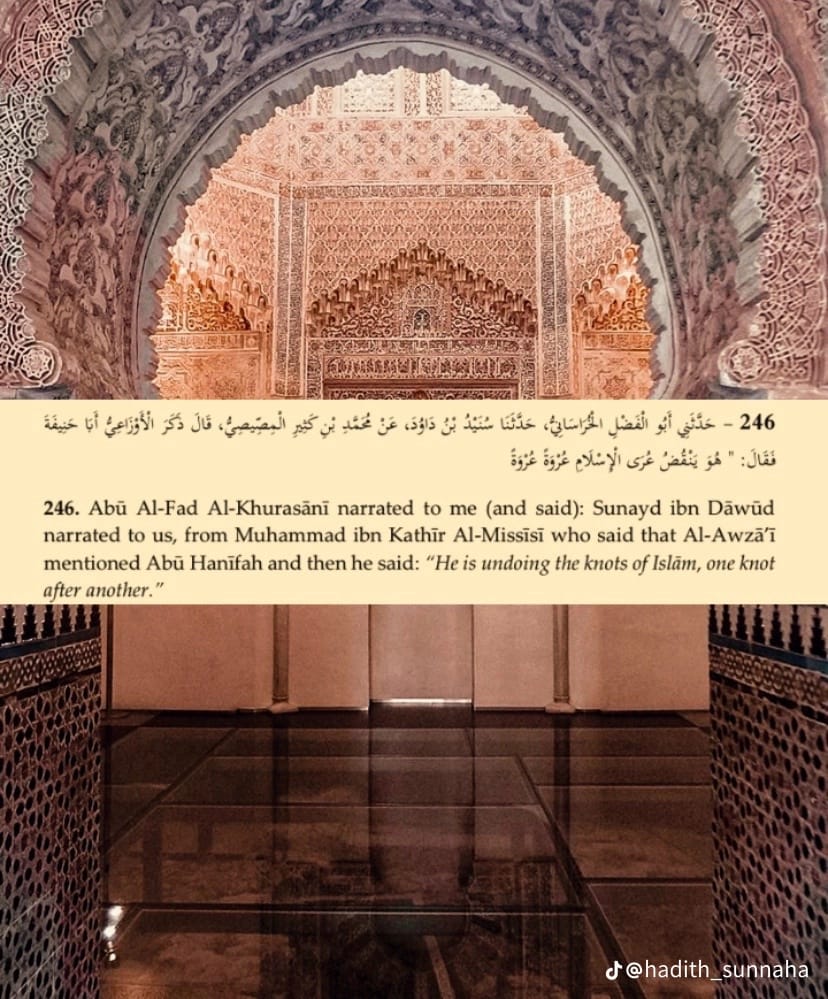 246 - حَدَّثَنِي أَبُو الْفَضْلِ الْخُرَاسَانِيُّ، حَدَّثَنَا سُنَيْدُ بْنُ دَاوُدَ، عَنْ مُحَمَّدِ بْنِ كَثِيرٍ الْمِصِّيصِيُّ، قَالَ ذَكَرَ الْأَوْزَاعِيُّ أَبَا حَنِيفَةَ
فَقَالَ: " هُوَ يَنْقُضُ عُرَى الْإِسْلَامِ عُرْوَةً عُرْوَةً
246. Abū Al-Fad Al-Khurasānī narrated to me (and said): Sunayd ibn Dāwūd
narrated to us, from Muhammad ibn Kathīr Al-Missīsī who said that Al-Awzā'ī
mentioned Abū Hanīfah and then he said: “He is undoing the knots of Islām, one knot
after another.”
@hadith_sunnaha